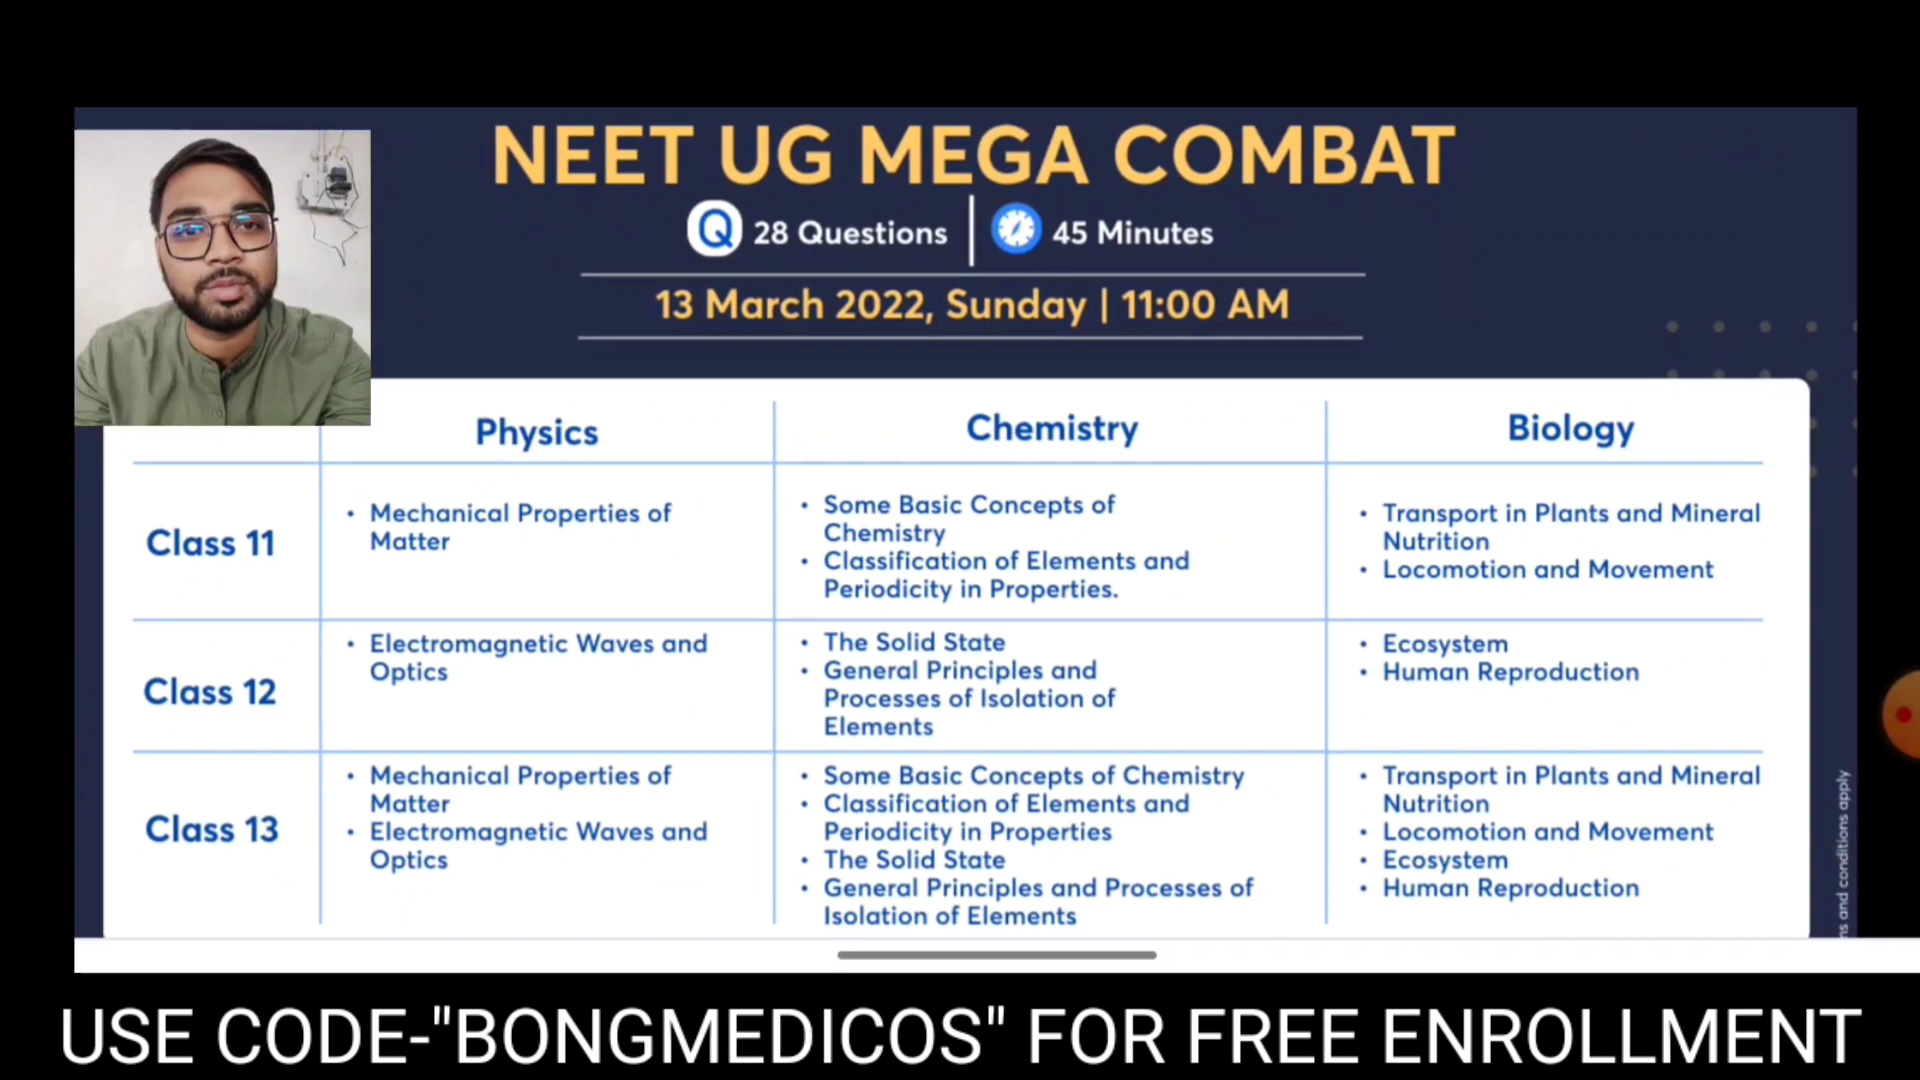 NEET UG MEGA COMBAT
Q 28 Questions | 45 Minutes
13 March 2022, Sunday | 11:00 AM
Physics Chemistry Biology
Class 11
• Mechanical Properties of
Matter
• Some Basic Concepts of
Chemistry
• Classification of Elements and
Periodicity in Properties.
• Transport in Plants and Mineral
Nutrition
• Locomotion and Movement
Class 12
• Electromagnetic Waves and
Optics
• The Solid State
• General Principles and
Processes of Isolation of
Elements
• Ecosystem
• Human Reproduction
Class 13
• Mechanical Properties of
Matter
• Electromagnetic Waves and
Optics
• Some Basic Concepts of Chemistry
• Classification of Elements and
Periodicity in Properties
• The Solid State
• General Principles and Processes of
Isolation of Elements
• Transport in Plants and Mineral
Nutrition
• Locomotion and Movement
• Ecosystem
• Human Reproduction
and conditions apply
USE CODE-"BONGMEDICOS" FOR FREE ENROLLMENT